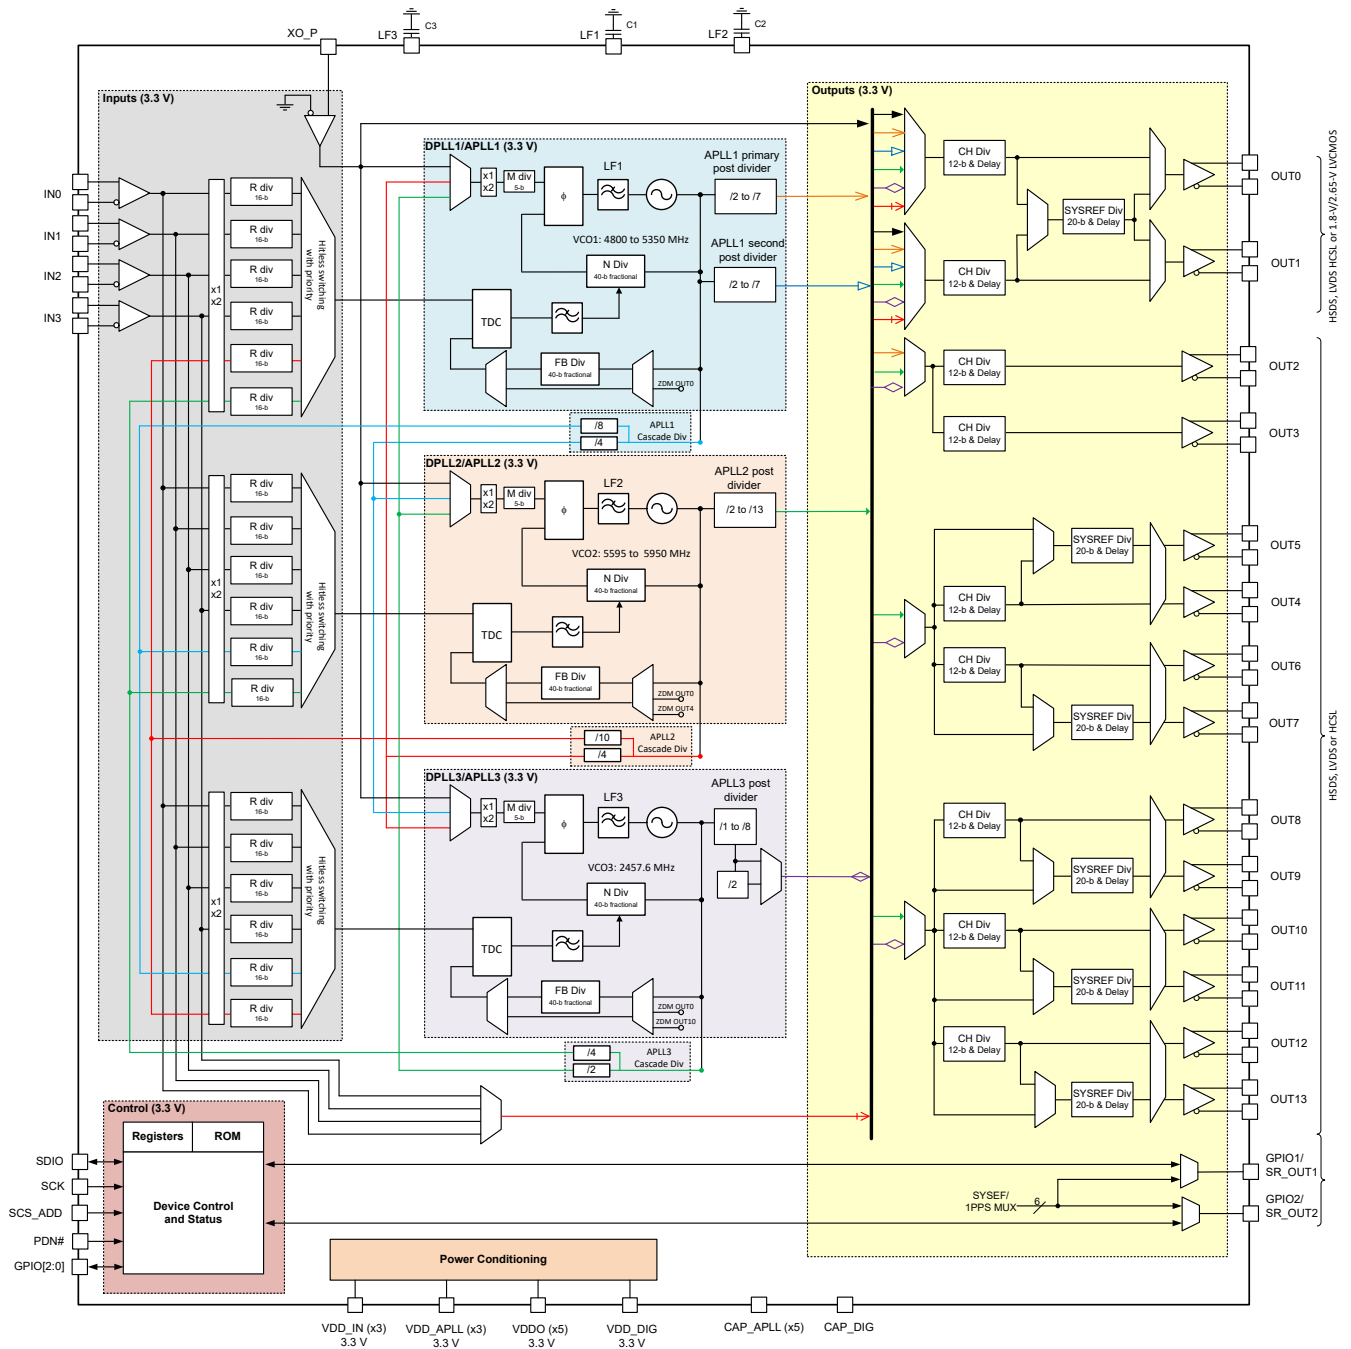 C3
C1
C2
XO_P
LF3
LF1
LF2
Inputs (3.3 V)
Outputs (3.3 V)
IN0
IN1
IN2
IN3
x1
x2
R div
16-b
R div
16-b
R div
16-b
R div
16-b
R div
16-b
R div
16-b
Hitless switching
with priority
x1
x2
R div
16-b
R div
16-b
R div
16-b
R div
16-b
R div
16-b
R div
16-b
Hitless switching
with priority
x1
x2
R div
16-b
R div
16-b
R div
16-b
R div
16-b
R div
16-b
R div
16-b
Hitless switching
with priority
DPLL1/APLL1 (3.3 V)
x1
x2
M div
5-b
ϕ
LF1
APLL1 primary
post divider
/2 to /7
VCO1: 4800 to 5350 MHz
APLL1 second
post divider
/2 to /7
N Div
40-b fractional
TDC
FB Div
40-b fractional
ZDM OUT0
/8
/4
APLL1
Cascade Div
DPLL2/APLL2 (3.3 V)
x1
x2
M div
5-b
ϕ
LF2
APLL2 post
divider
/2 to /13
VCO2: 5595 to 5950 MHz
N Div
40-b fractional
TDC
FB Div
40-b fractional
ZDM OUT0
ZDM OUT4
/10
/4
APLL2
Cascade Div
DPLL3/APLL3 (3.3 V)
x1
x2
M div
5-b
ϕ
LF3
APLL3 post
divider
/1 to /8
/2
VCO3: 2457.6 MHz
N Div
40-b fractional
TDC
FB Div
40-b fractional
ZDM OUT0
ZDM OUT10
/4
/2
APLL3
Cascade Div
CH Div
12-b & Delay
SYSREF Div
20-b & Delay
CH Div
12-b & Delay
CH Div
12-b & Delay
CH Div
12-b & Delay
SYSREF Div
20-b & Delay
CH Div
12-b & Delay
CH Div
12-b & Delay
SYSREF Div
20-b & Delay
CH Div
12-b & Delay
SYSREF Div
20-b & Delay
CH Div
12-b & Delay
SYSREF Div
20-b & Delay
CH Div
12-b & Delay
SYSREF Div
20-b & Delay
OUT0
OUT1
OUT2
OUT3
OUT5
OUT4
OUT6
OUT7
OUT8
OUT9
OUT10
OUT11
OUT12
OUT13
HSDS, LVDS HCSL or 1.8-V/2.65-V LVCMOS
HSDS, LVDS or HCSL
GPIO1/
SR_OUT1
GPIO2/
SR_OUT2
SYSEF/
1PPS MUX
6
Control (3.3 V)
Registers
ROM
Device Control
and Status
SDIO
SCK
SCS_ADD
PDN#
GPIO[2:0]
Power Conditioning
VDD_IN (x3)
3.3 V
VDD_APLL (x3)
3.3 V
VDDO (x5)
3.3 V
VDD_DIG
3.3 V
CAP_APLL (x5)
CAP_DIG